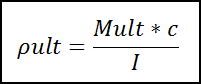 ρult = Mult * c / I